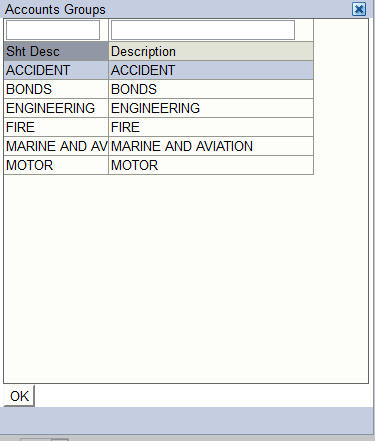 Accounts Groups
Sht Desc Description
ACCIDENT ACCIDENT
BONDS BONDS
ENGINEERING ENGINEERING
FIRE FIRE
MARINE AND AV MARINE AND AVIATION
MOTOR MOTOR
OK